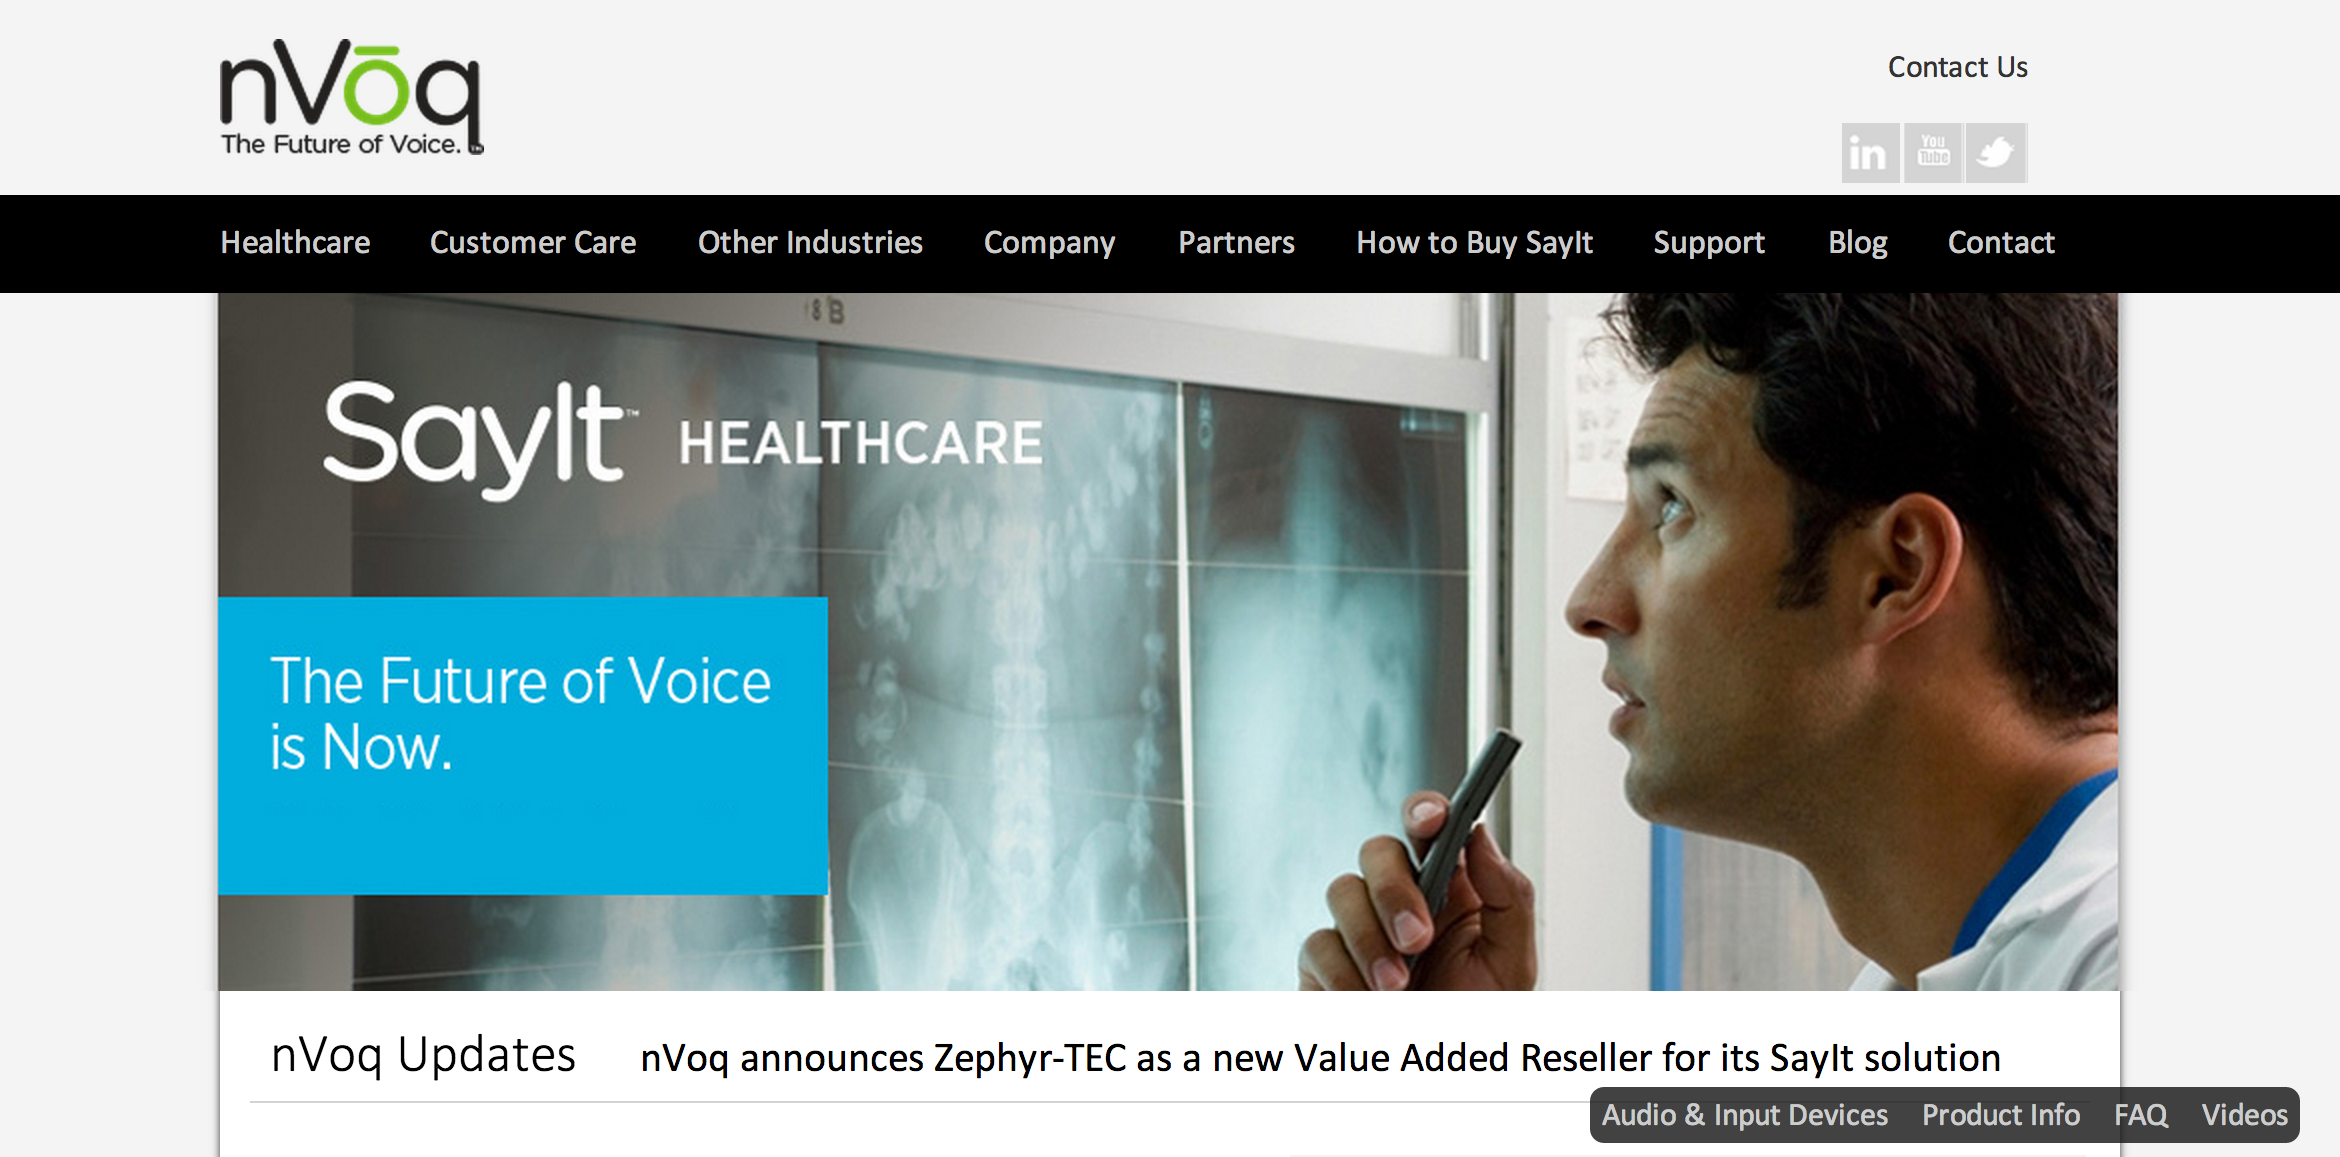 nVōq
The Future of Voice.
Contact Us
in
You
Tube
Healthcare Customer Care Other Industries Company Partners How to Buy SayIt Support Blog Contact
8 B
SayIt™ HEALTHCARE
The Future of Voice
is Now.
nVoq Updates nVoq announces Zephyr-TEC as a new Value Added Reseller for its SayIt solution
Audio & Input Devices Product Info FAQ Videos